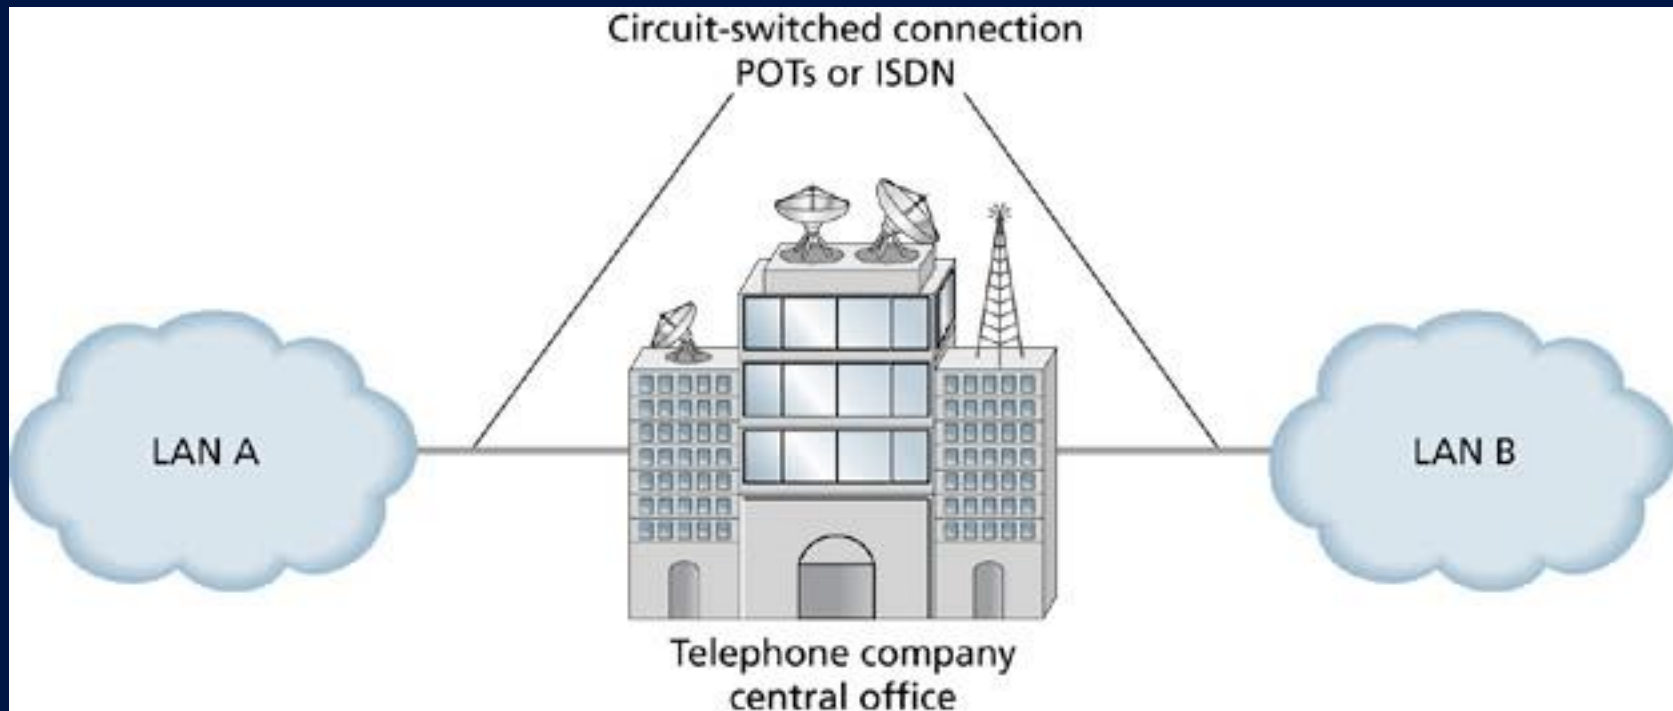 Circuit-switched connection
POTs or ISDN
LAN A
LAN B
Telephone company
central office